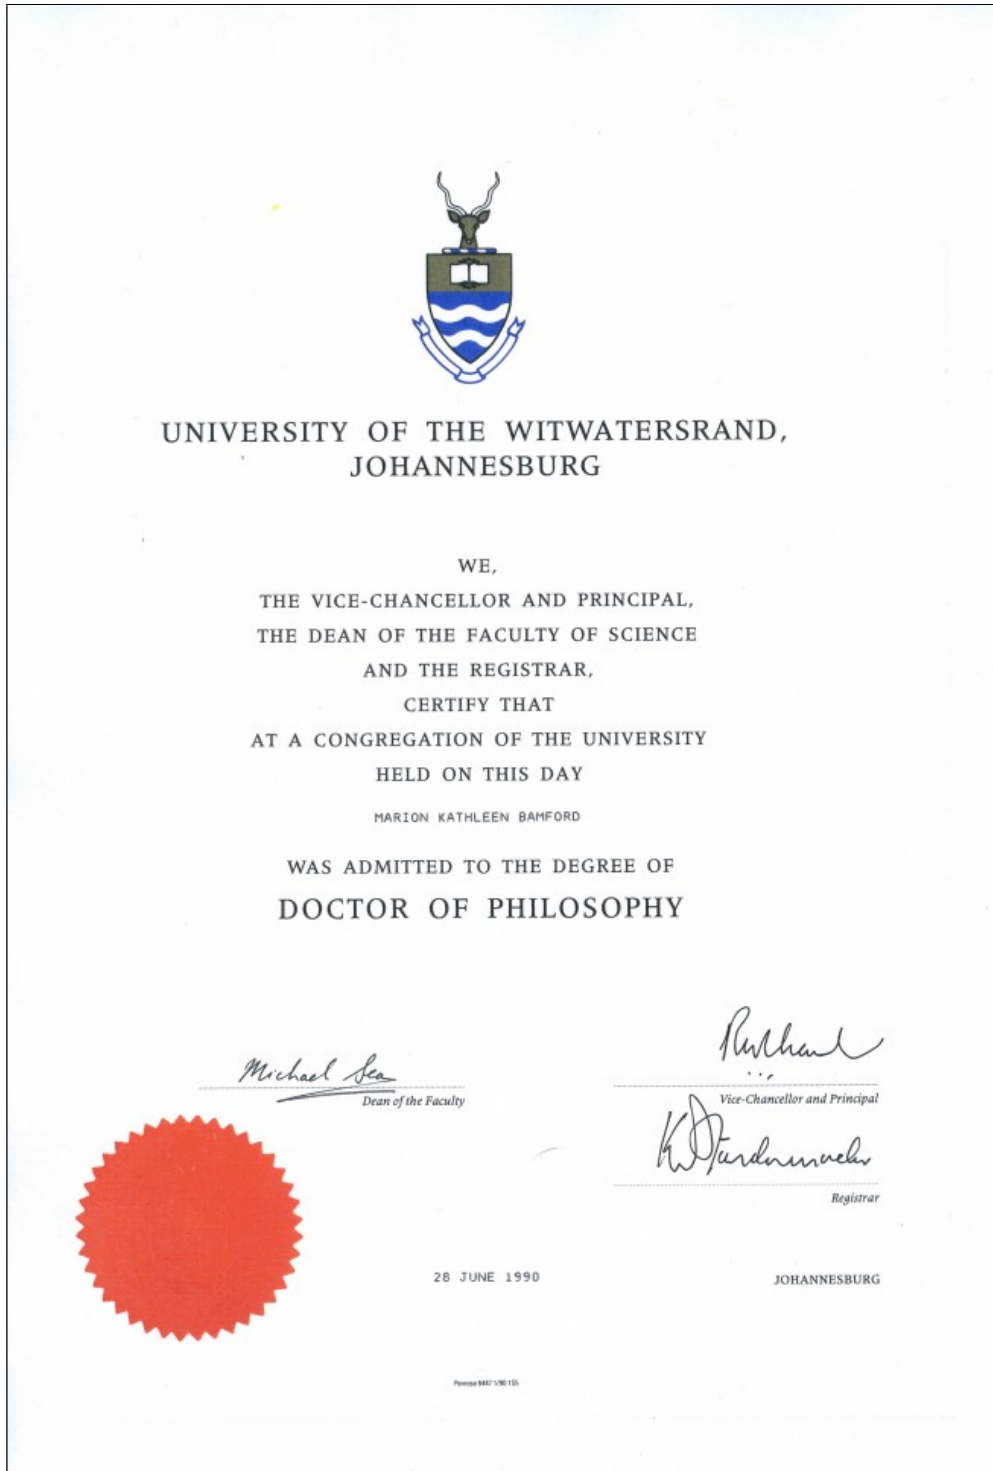 UNIVERSITY OF THE WITWATERSRAND,
JOHANNESBURG
WE,
THE VICE-CHANCELLOR AND PRINCIPAL,
THE DEAN OF THE FACULTY OF SCIENCE
AND THE REGISTRAR,
CERTIFY THAT
AT A CONGREGATION OF THE UNIVERSITY
HELD ON THIS DAY
MARION KATHLEEN BAMFORD
WAS ADMITTED TO THE DEGREE OF
DOCTOR OF PHILOSOPHY
Michael
Dean of the Faculty
Vice-Chancellor and Principal
Registrar
28 JUNE 1990
JOHANNESBURG